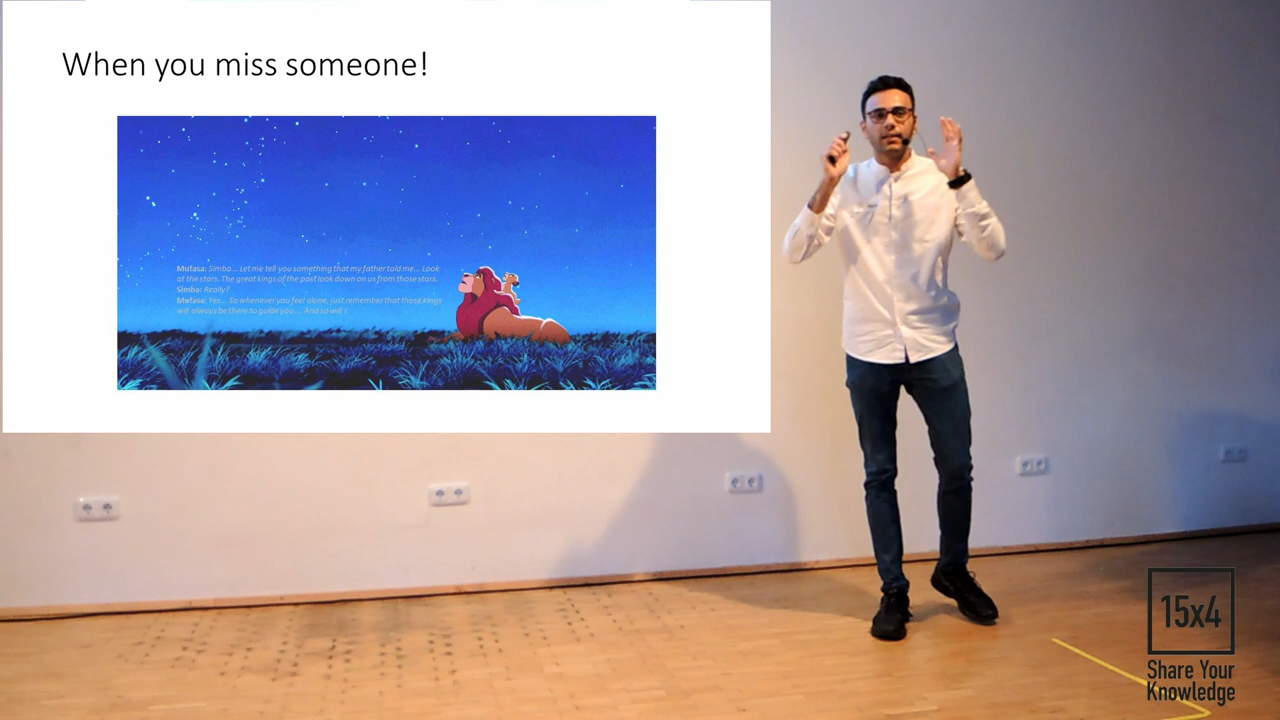 When you miss someone!
Mufasa: Simba... Let me tell you something that my father told me... Look
at the stars. The great kings of the past look down on us from those stars.
Simba: Really?
Mufasa: Yes... So whenever you feel alone, just remember that those kings
will always be there to guide you.... And so will I.
15x4
Share Your
Knowledge